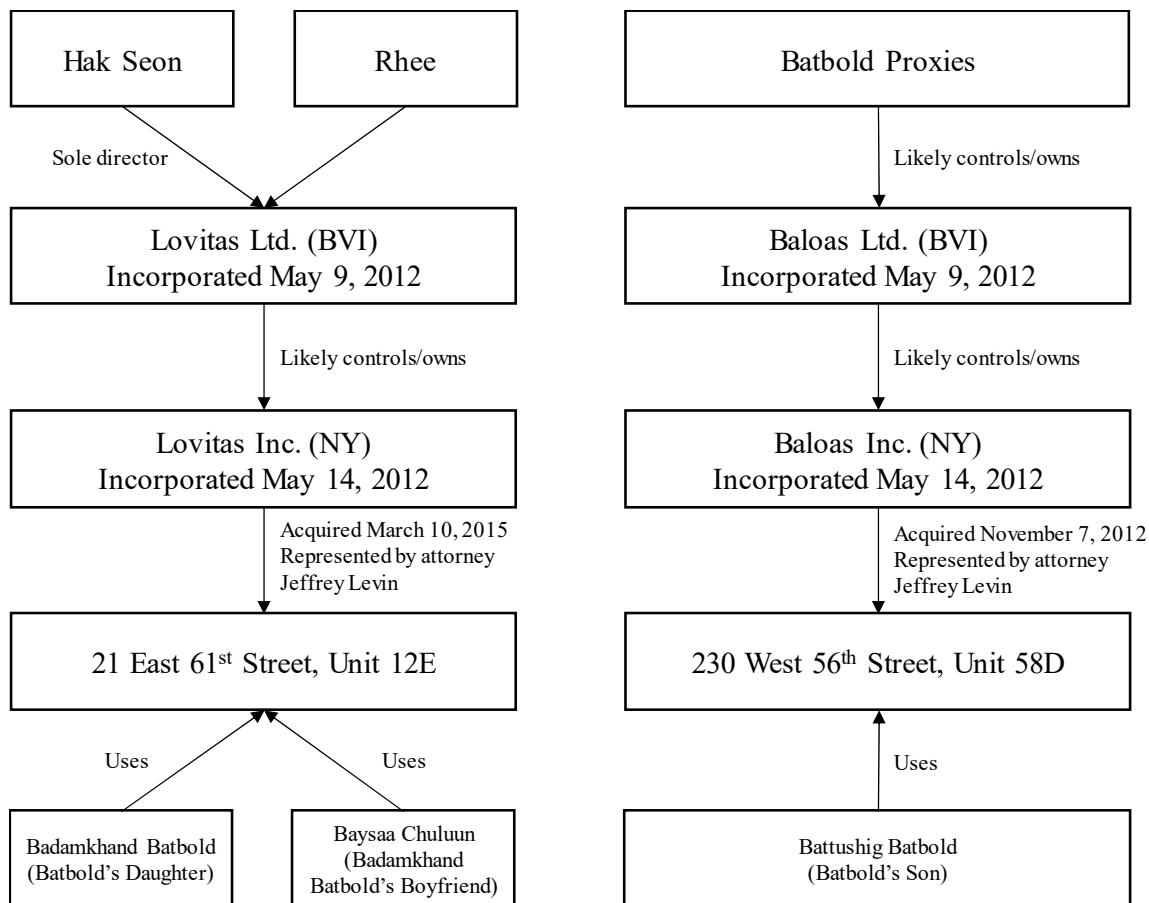 Hak Seon
Rhee
Batbold Proxies
Sole director
Likely controls/owns
Lovitas Ltd. (BVI)
Incorporated May 9, 2012
Baloas Ltd. (BVI)
Incorporated May 9, 2012
Likely controls/owns
Likely controls/owns
Lovitas Inc. (NY)
Incorporated May 14, 2012
Baloas Inc. (NY)
Incorporated May 14, 2012
Acquired March 10, 2015
Represented by attorney
Jeffrey Levin
Acquired November 7, 2012
Represented by attorney
Jeffrey Levin
21 East 61st Street, Unit 12E
230 West 56th Street, Unit 58D
Uses
Uses
Uses
Badamkhand Batbold
(Batbold's Daughter)
Baysaa Chuluun
(Badamkhand
Batbold's Boyfriend)
Battushig Batbold
(Batbold's Son)